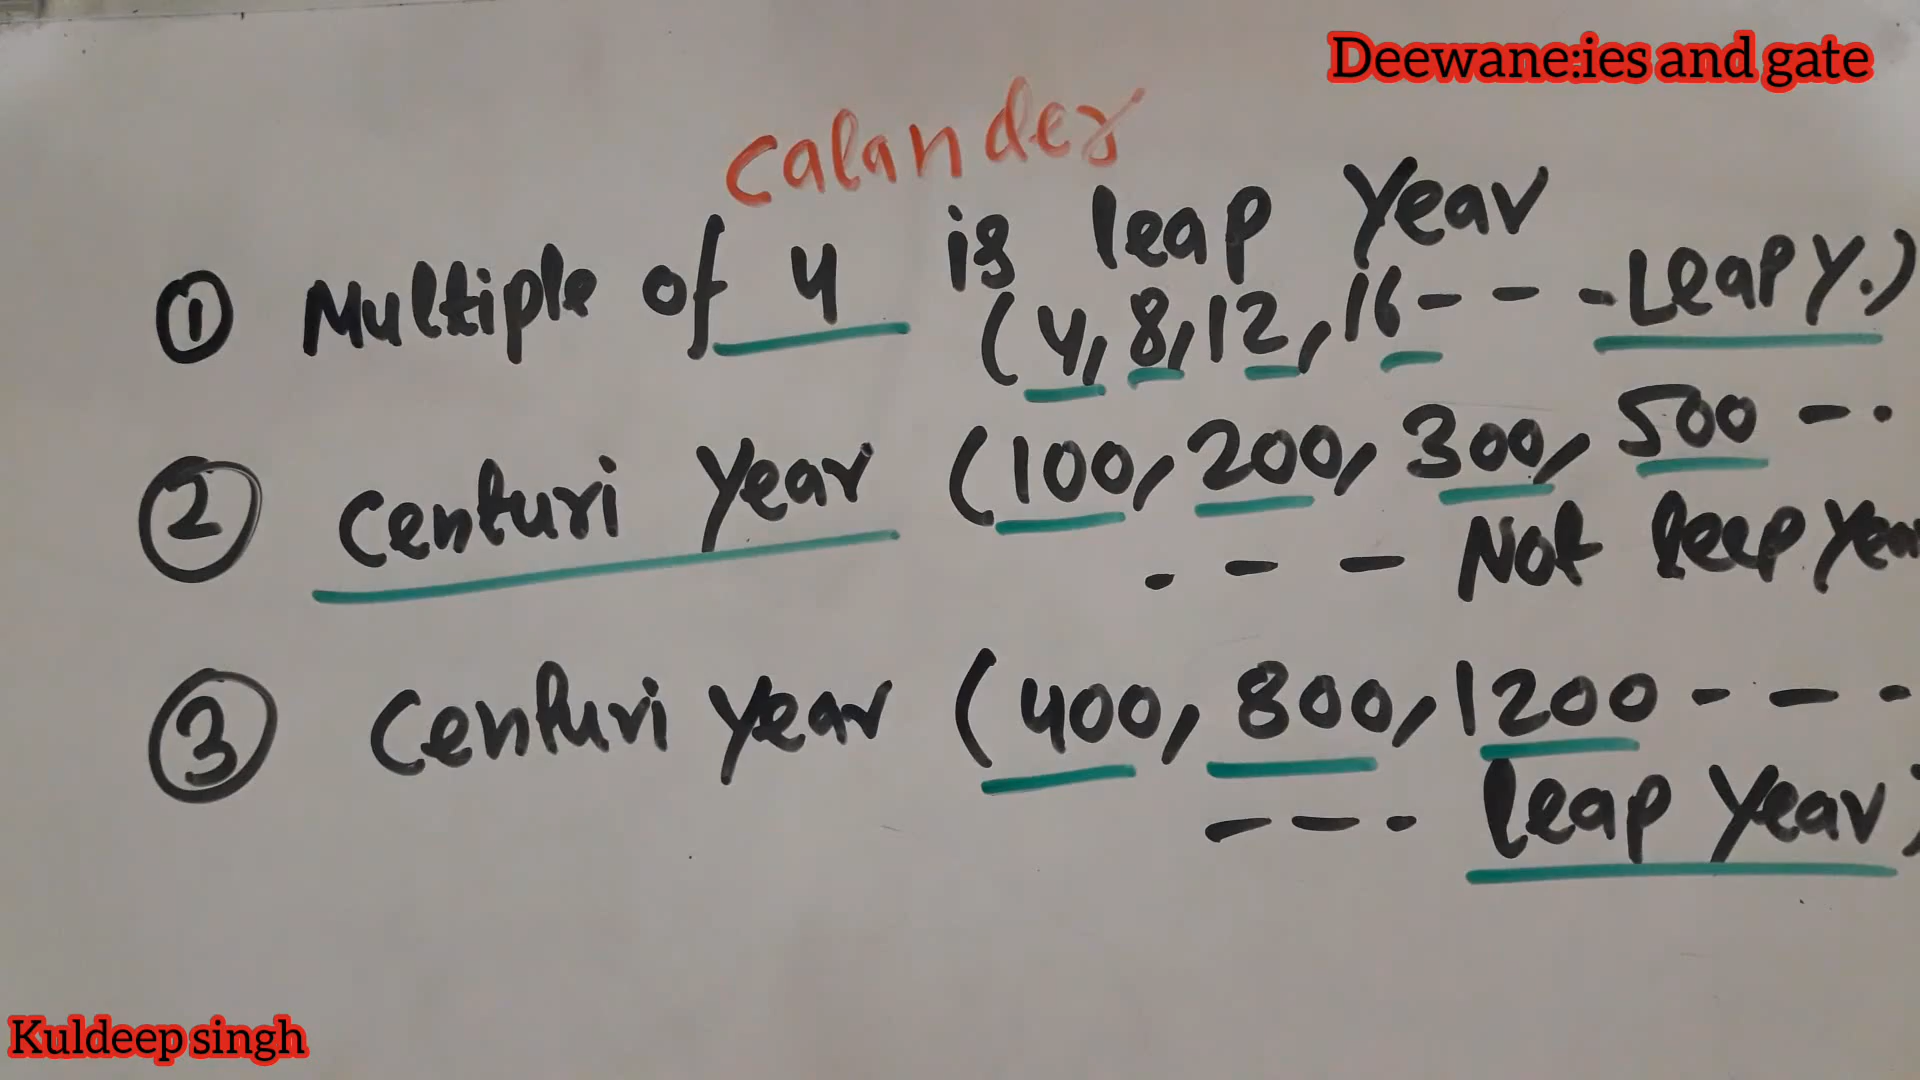 Deewane:ies and gate
calander
① Multiple of 4 is leap Year
(4, 8, 12, 16 - - - Leap Y.)
② Centuri Year (100, 200, 300, 500 - -
- - - Not leep Year
③ Centuri year (400, 800, 1200 - - -
- - - leap Year)
Kuldeep singh